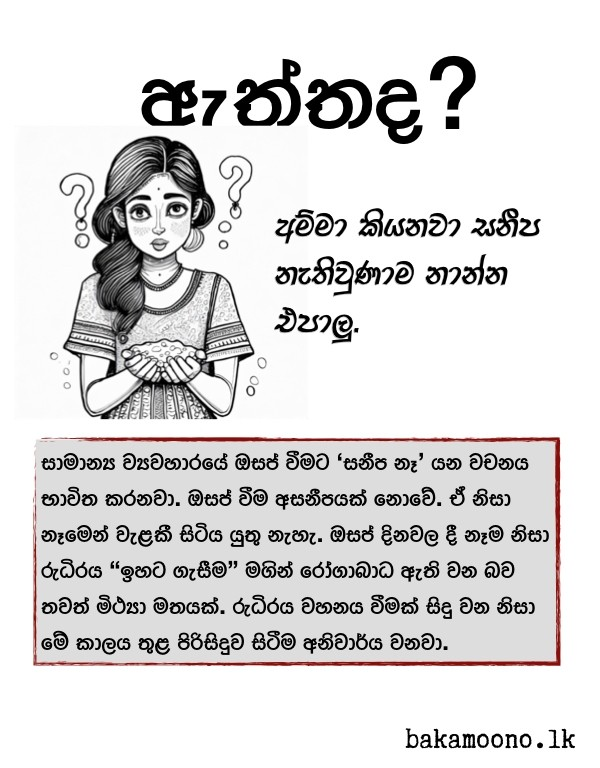 ඇත්තද?
අම්මා කියනවා සනීප
නැතිවුණාම නාන්න
එපාලු.
සාමාන්‍ය ව්‍යවහාරයේ ඔසප් වීමට ‘සනීප නෑ’ යන වචනය
භාවිත කරනවා. ඔසප් වීම අසනීපයක් නොවේ. ඒ නිසා
නෑමෙන් වැළකී සිටිය යුතු නැහැ. ඔසප් දිනවල දී නෑම නිසා
රුධිරය “ඉහට ගැසීම” මගින් රෝගාබාධ ඇති වන බව
තවත් මිථ්‍යා මතයක්. රුධිරය වහනය වීමක් සිදු වන නිසා
මේ කාලය තුළ පිරිසිදුව සිටීම අනිවාර්ය වනවා.
bakamoono.lk